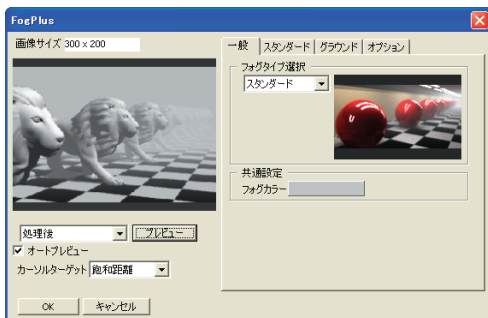 FogPlus
画像サイズ 300 x 200
一般 スタンダード グラウンド オプション
フォグタイプ選択
スタンダード
共通設定
フォグカラー
処理後 プレビュー
オートプレビュー
カーソルターゲット 飽和距離
OK キャンセル